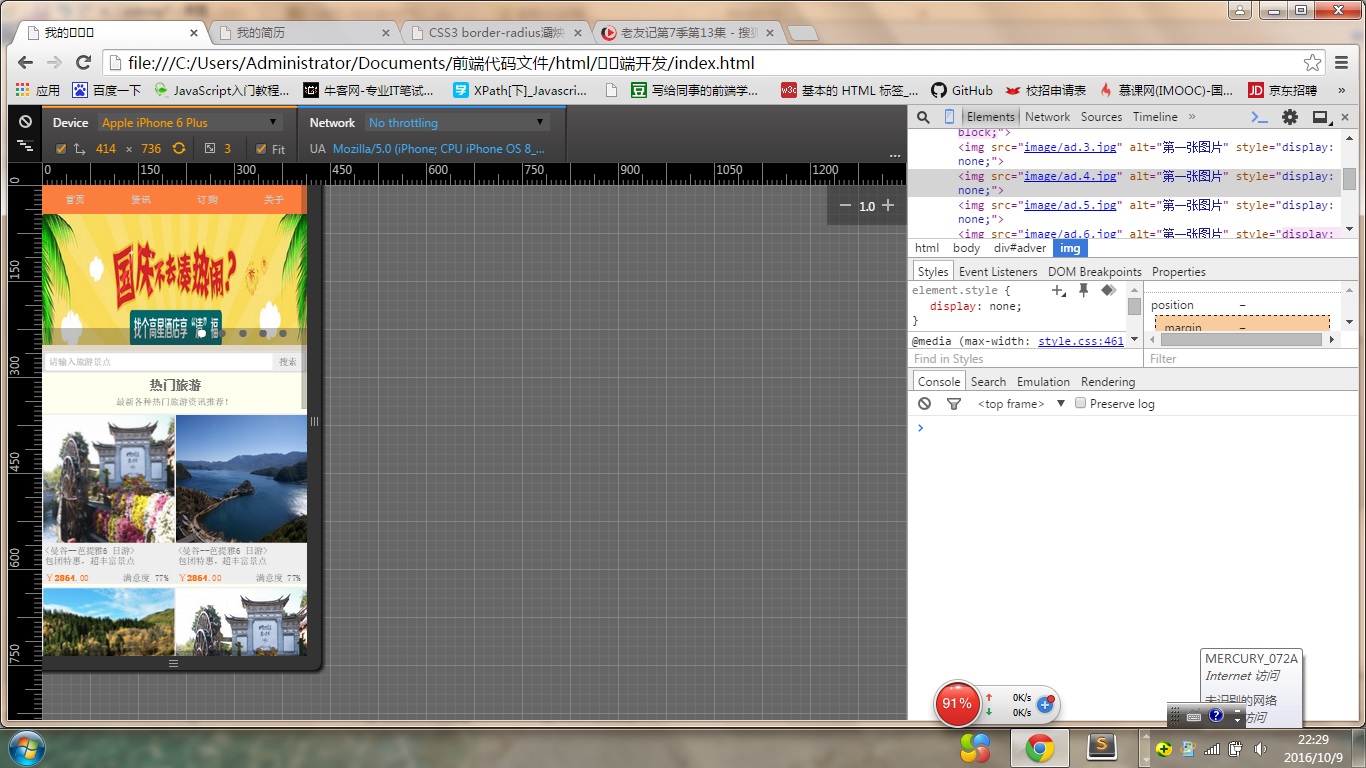 我的□□□
我的简历
CSS3 border-radius
老友记第7季第13集 - 搜狐
file:///C:/Users/Administrator/Documents/前端代码文件/html/□□端开发/index.html
应用
百度一下
JavaScript入门教程...
牛客网-专业IT笔试...
XPath[下]_Javascri...
写给同事的前端学...
基本的 HTML 标签_...
GitHub
校招申请表
慕课网(IMOOC)-国...
京东招聘
»
Device
Apple iPhone 6 Plus
Network
No throttling
414 × 736
3
Fit
UA
Mozilla/5.0 (iPhone; CPU iPhone OS 8_...
...
0 150 300 450 600 750 900 1050 1200
0
150
300
450
600
750
1.0
首页
资讯
订购
关于
国庆不去凑热闹?
找个高星酒店享"清"福
请输入旅游景点
搜索
热门旅游
最新各种热门旅游资讯推荐!
<曼谷--芭提雅6 日游>
包团特惠，超丰富景点
￥2864.00
满意度 77%
<曼谷--芭提雅6 日游>
包团特惠，超丰富景点
￥2864.00
满意度 77%
Elements
Network
Sources
Timeline
»
block;">
<img src="image/ad.3.jpg" alt="第一张图片" style="display:
none;">
<img src="image/ad.4.jpg" alt="第一张图片" style="display:
none;">
<img src="image/ad.5.jpg" alt="第一张图片" style="display:
none;">
<img src="image/ad.6.jpg" alt="第一张图片" style="display:
html
body
div#adver
img
Styles
Event Listeners
DOM Breakpoints
Properties
element.style {
display: none;
}
@media (max-width:
style.css:461
Find in Styles
position
–
margin
–
Filter
Console
Search
Emulation
Rendering
<top frame>
Preserve log
MERCURY_072A
Internet 访问
未识别的网络
访问
91%
0K/s
0K/s
22:29
2016/10/9